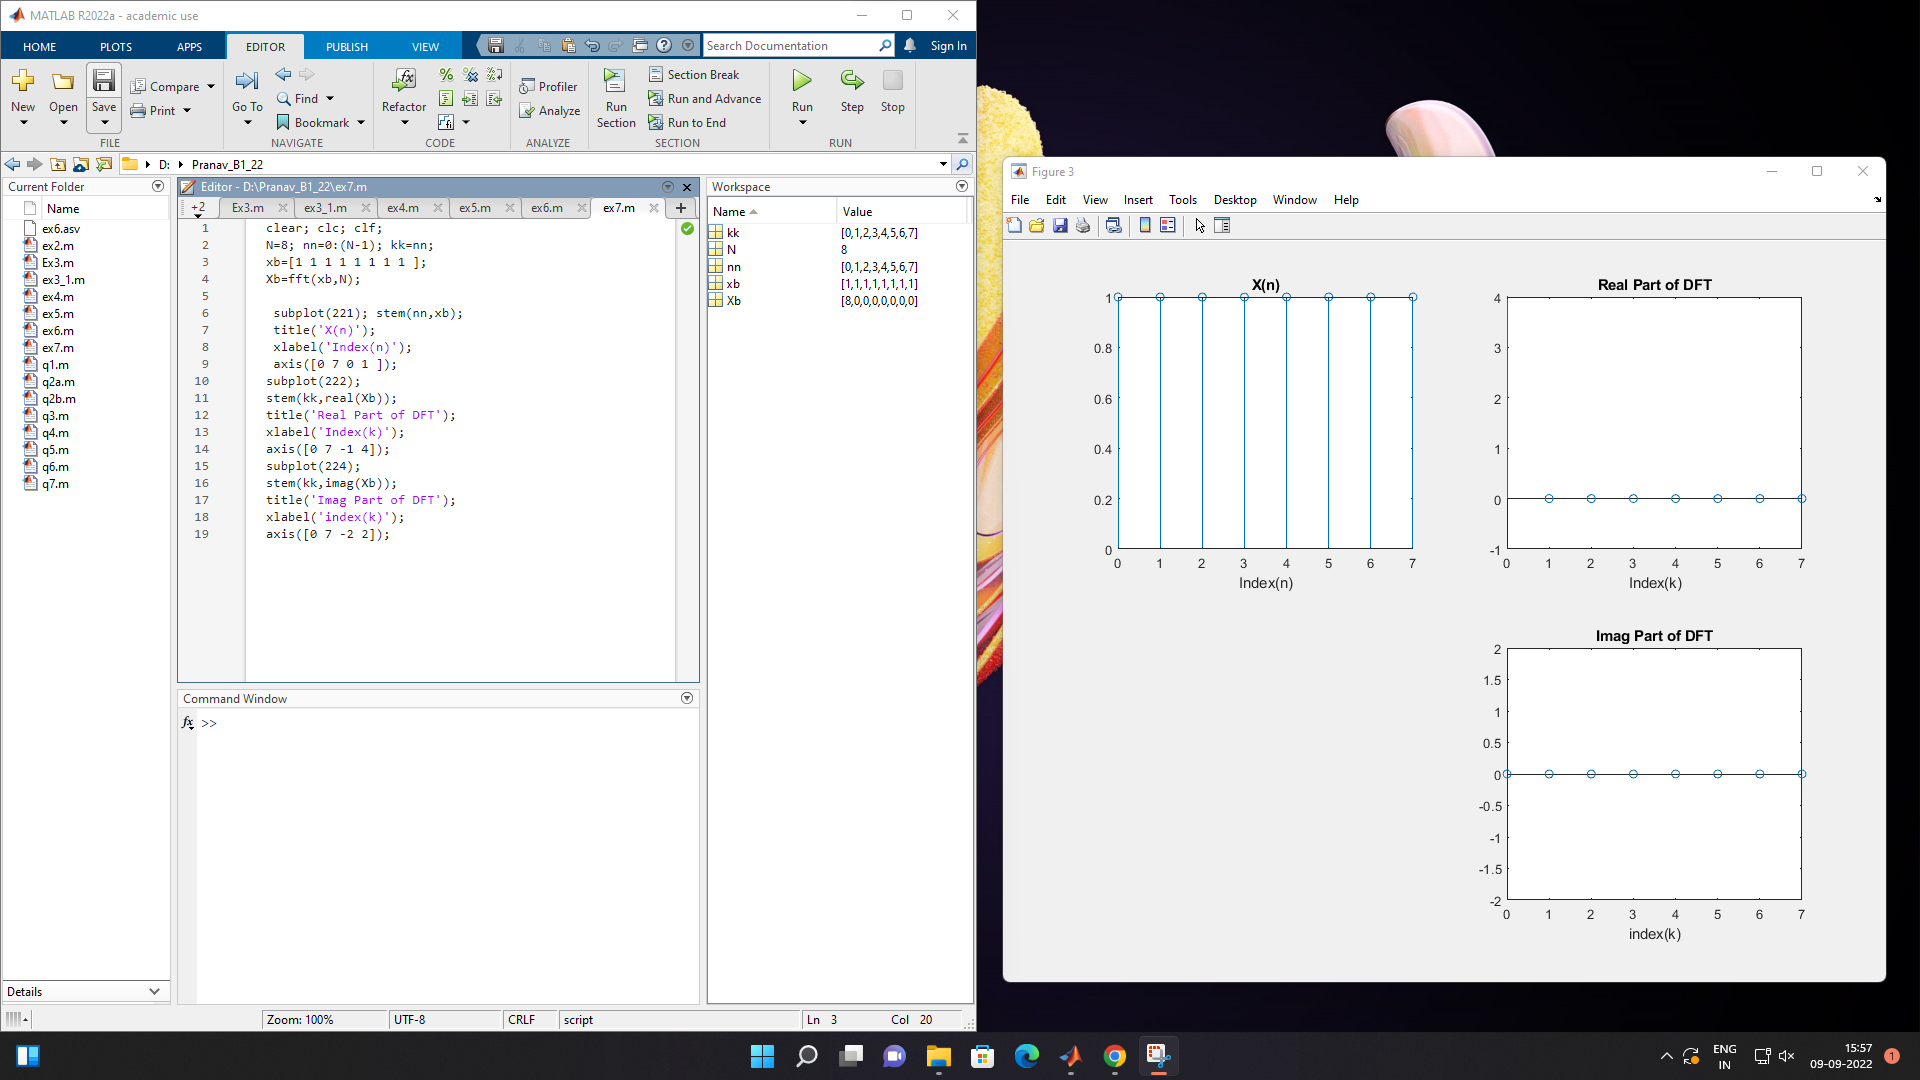 MATLAB R2022a - academic use
HOME PLOTS APPS EDITOR PUBLISH VIEW Search Documentation Sign In
New Open Save Compare Print Go To Find Bookmark Refactor Profiler Analyze Run Section Section Break Run and Advance Run to End Run Step Stop
FILE NAVIGATE CODE ANALYZE SECTION RUN
D: Pranav_B1_22
Current Folder
Name
ex6.asv
ex2.m
Ex3.m
ex3_1.m
ex4.m
ex5.m
ex6.m
ex7.m
q1.m
q2a.m
q2b.m
q3.m
q4.m
q5.m
q6.m
q7.m
Details
Editor - D:\Pranav_B1_22\ex7.m
+2 Ex3.m ex3_1.m ex4.m ex5.m ex6.m ex7.m
1 clear; clc; clf;
2 N=8; nn=0:(N-1); kk=nn;
3 xb=[1 1 1 1 1 1 1 1 ];
4 Xb=fft(xb,N);
5
6 subplot(221); stem(nn,xb);
7 title('X(n)');
8 xlabel('Index(n)');
9 axis([0 7 0 1 ]);
10 subplot(222);
11 stem(kk,real(Xb));
12 title('Real Part of DFT');
13 xlabel('Index(k)');
14 axis([0 7 -1 4]);
15 subplot(224);
16 stem(kk,imag(Xb));
17 title('Imag Part of DFT');
18 xlabel('index(k)');
19 axis([0 7 -2 2]);
Command Window
fx >>
Workspace
Name Value
kk [0,1,2,3,4,5,6,7]
N 8
nn [0,1,2,3,4,5,6,7]
xb [1,1,1,1,1,1,1,1]
Xb [8,0,0,0,0,0,0,0]
Zoom: 100% UTF-8 CRLF script Ln 3 Col 20
Figure 3
File Edit View Insert Tools Desktop Window Help
X(n)
1
0.8
0.6
0.4
0.2
0
0 1 2 3 4 5 6 7
Index(n)
Real Part of DFT
4
3
2
1
0
-1
0 1 2 3 4 5 6 7
Index(k)
Imag Part of DFT
2
1.5
1
0.5
0
-0.5
-1
-1.5
-2
0 1 2 3 4 5 6 7
index(k)
ENG
IN
15:57
09-09-2022
1